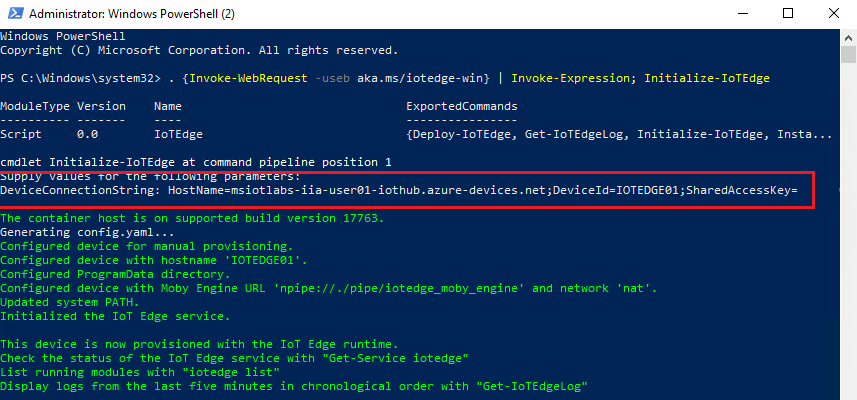 Administrator: Windows PowerShell (2)
Windows PowerShell
Copyright (C) Microsoft Corporation. All rights reserved.
PS C:\Windows\system32> . {Invoke-WebRequest -useb aka.ms/iotedge-win} | Invoke-Expression; Initialize-IoTEdge
ModuleType Version    Name                                ExportedCommands
---------- -------    ----                                ----------------
Script     0.0        IoTEdge                             {Deploy-IoTEdge, Get-IoTEdgeLog, Initialize-IoTEdge, Insta...
cmdlet Initialize-IoTEdge at command pipeline position 1
Supply values for the following parameters:
DeviceConnectionString: HostName=msiotlabs-iia-user01-iothub.azure-devices.net;DeviceId=IOTEDGE01;SharedAccessKey=
The container host is on supported build version 17763.
Generating config.yaml...
Configured device for manual provisioning.
Configured device with hostname 'IOTEDGE01'.
Configured ProgramData directory.
Configured device with Moby Engine URL 'npipe://./pipe/iotedge_moby_engine' and network 'nat'.
Updated system PATH.
Initialized the IoT Edge service.
This device is now provisioned with the IoT Edge runtime.
Check the status of the IoT Edge service with "Get-Service iotedge"
List running modules with "iotedge list"
Display logs from the last five minutes in chronological order with "Get-IoTEdgeLog"